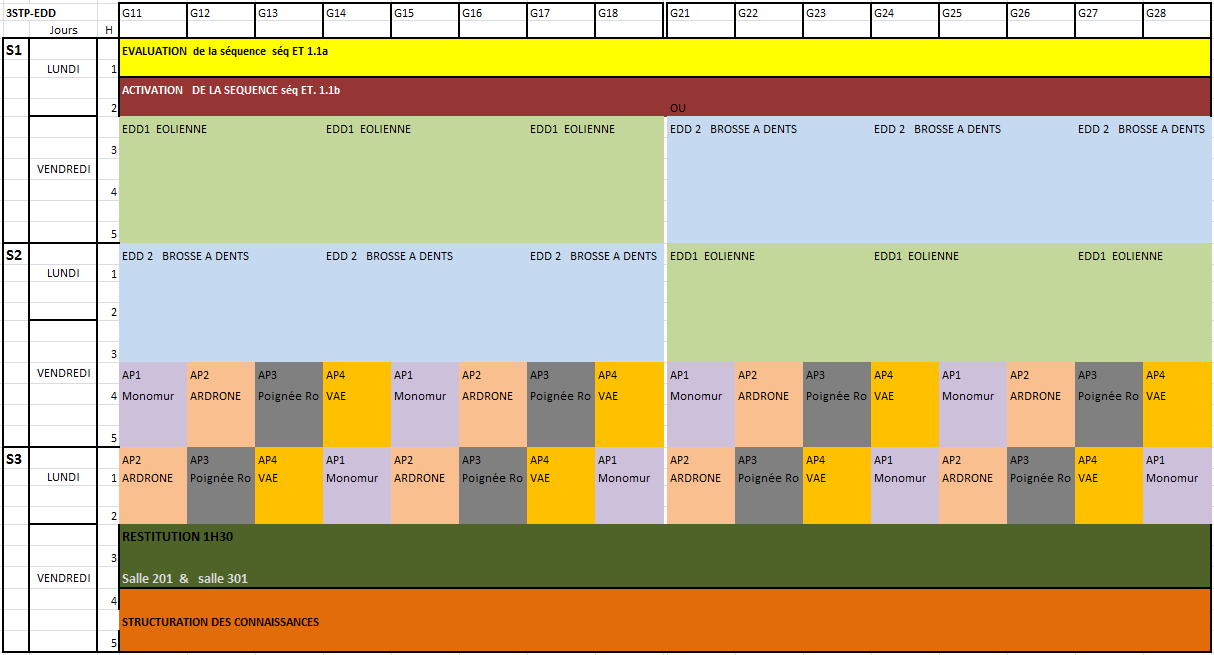 3STP-EDD G11 G12 G13 G14 G15 G16 G17 G18 G21 G22 G23 G24 G25 G26 G27 G28
Jours H
S1 EVALUATION de la séquence séq ET 1.1a
LUNDI 1
ACTIVATION DE LA SEQUENCE séq ET. 1.1b
2 OU
EDD1 EOLIENNE EDD1 EOLIENNE EDD1 EOLIENNE EDD 2 BROSSE A DENTS EDD 2 BROSSE A DENTS EDD 2 BROSSE A DENTS
3
VENDREDI
4
5
S2 EDD 2 BROSSE A DENTS EDD 2 BROSSE A DENTS EDD 2 BROSSE A DENTS EDD1 EOLIENNE EDD1 EOLIENNE EDD1 EOLIENNE
LUNDI 1
2
3
VENDREDI AP1 AP2 AP3 AP4 AP1 AP2 AP3 AP4 AP1 AP2 AP3 AP4 AP1 AP2 AP3 AP4
4 Monomur ARDRONE Poignée Ro VAE Monomur ARDRONE Poignée Ro VAE Monomur ARDRONE Poignée Ro VAE Monomur ARDRONE Poignée Ro VAE
5
S3 AP2 AP3 AP4 AP1 AP2 AP3 AP4 AP1 AP2 AP3 AP4 AP1 AP2 AP3 AP4 AP1
LUNDI 1 ARDRONE Poignée Ro VAE Monomur ARDRONE Poignée Ro VAE Monomur ARDRONE Poignée Ro VAE Monomur ARDRONE Poignée Ro VAE Monomur
2
RESTITUTION 1H30
3
VENDREDI Salle 201 & salle 301
4
STRUCTURATION DES CONNAISSANCES
5